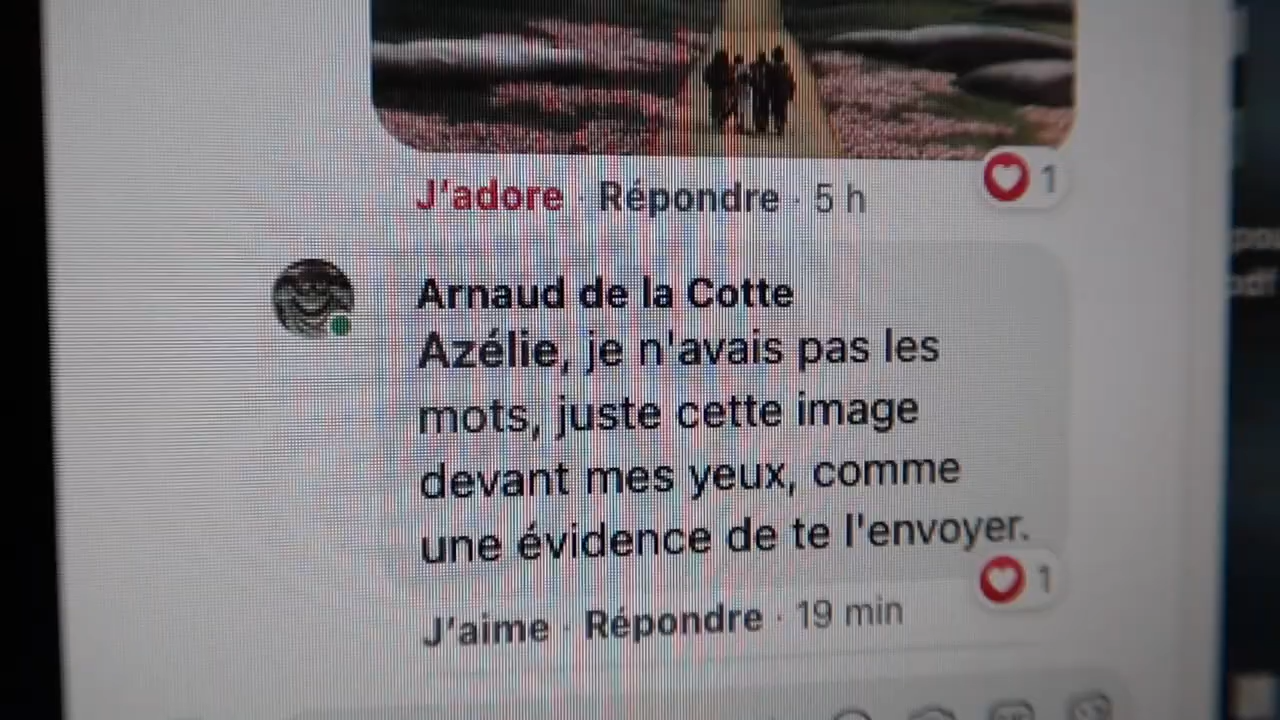 J'adore · Répondre · 5 h
1
Arnaud de la Cotte
Azélie, je n'avais pas les
mots, juste cette image
devant mes yeux, comme
une évidence de te l'envoyer.
1
J'aime · Répondre · 19 min